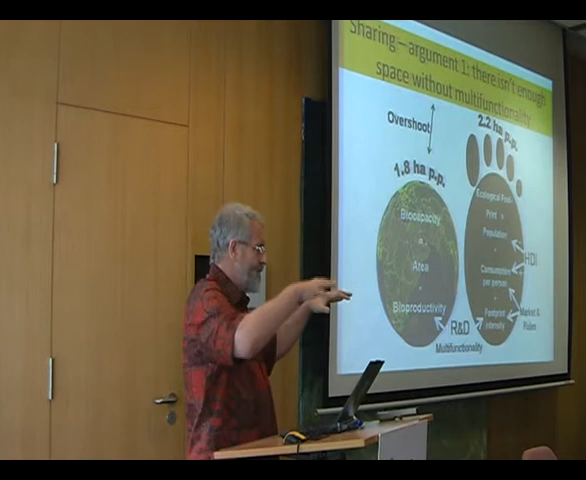 Sharing–argument 1: there isn't enough
space without multifunctionality
Overshoot
2.2 ha p.p.
1.8 ha p.p.
Ecological Foot-
Print =
Biocapacity
=
Population
Area
Consumption
per person
HDI
Bioproductivity
Footprint
intensity
Market &
R&D
Multifunctionality